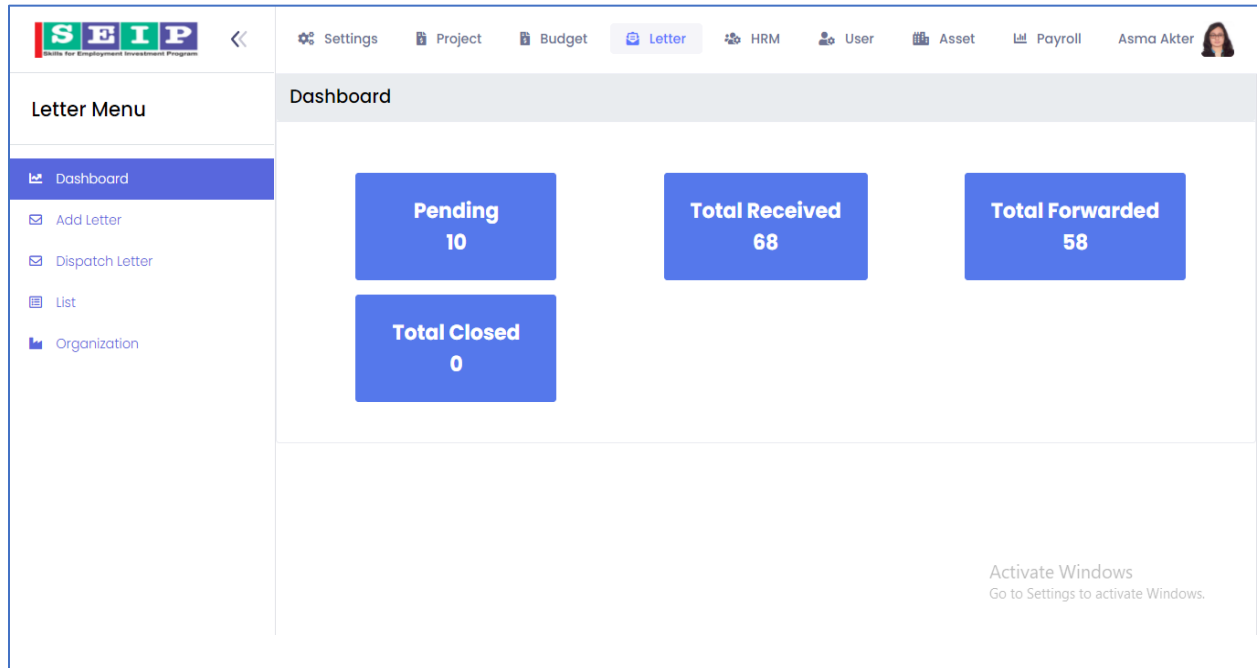 SEIP
Skills for Employment Investment Program
Settings Project Budget Letter HRM User Asset Payroll Asma Akter
Letter Menu
Dashboard
Add Letter
Dispatch Letter
List
Organization
Dashboard
Pending
10
Total Received
68
Total Forwarded
58
Total Closed
0
Activate Windows
Go to Settings to activate Windows.